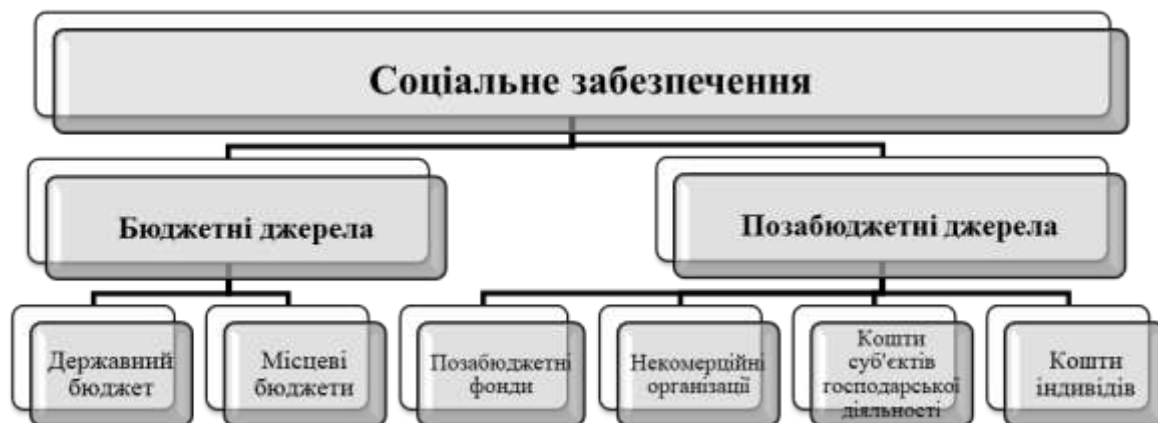 Соціальне забезпечення
Бюджетні джерела
Позабюджетні джерела
Державний
бюджет
Місцеві
бюджети
Позабюджетні
фонди
Некомерційні
організації
Кошти
суб'єктів
господарської
діяльності
Кошти
індивідів